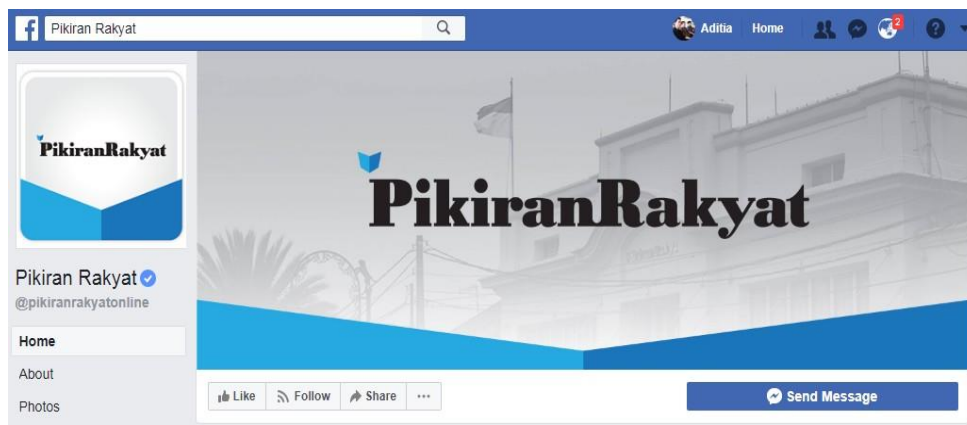 Pikiran Rakyat
Aditia Home 2 ?
PikiranRakyat
PikiranRakyat
Pikiran Rakyat
@pikiranrakyatonline
Home
About
Photos
Like Follow Share ...
Send Message